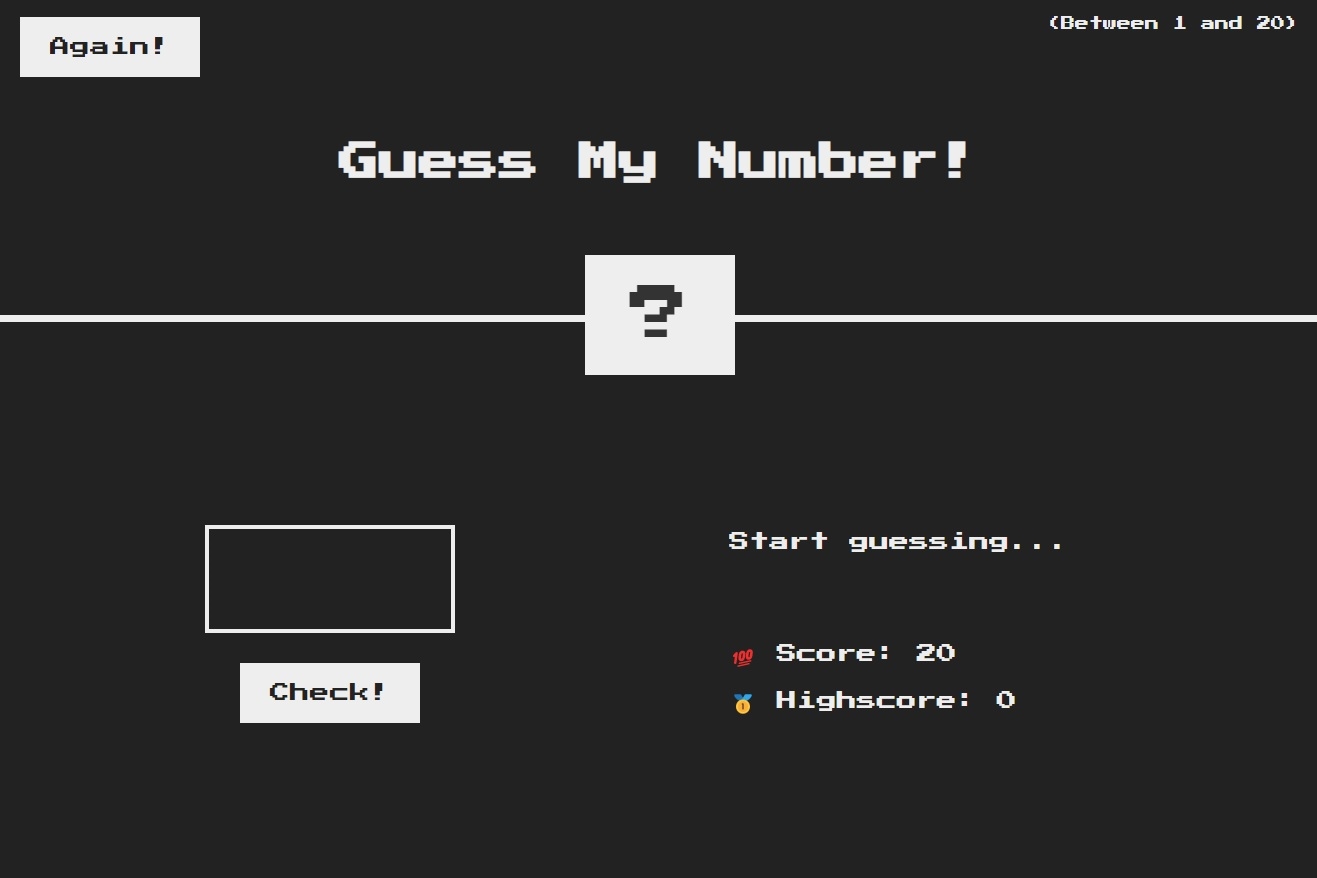 Again!
(Between 1 and 20)
Guess My Number!
?
Start guessing...
💯 Score: 20
Check!
🥇 Highscore: 0